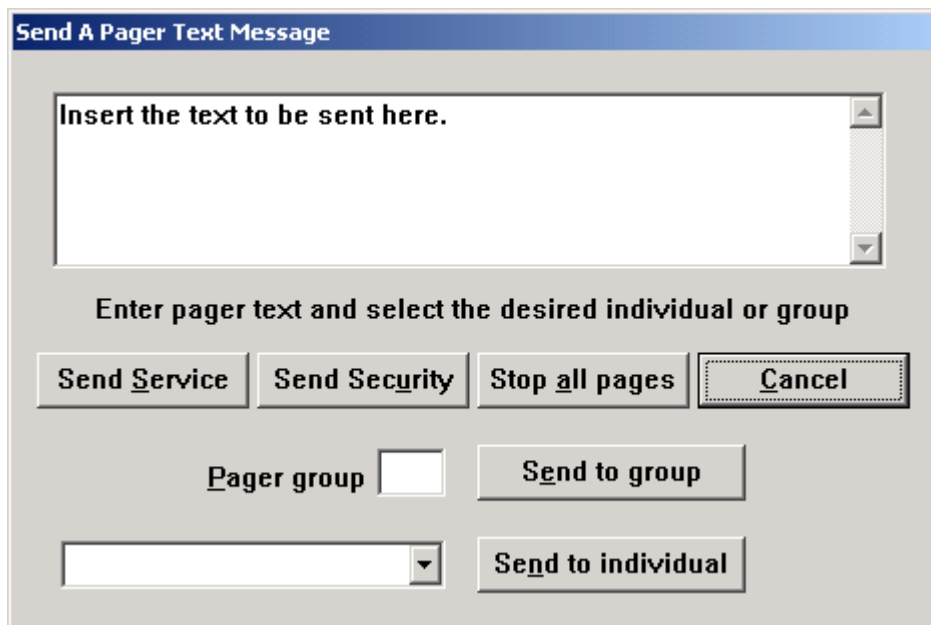 Send A Pager Text Message
Insert the text to be sent here.
Enter pager text and select the desired individual or group
Send Service
Send Security
Stop all pages
Cancel
Pager group
Send to group
Send to individual